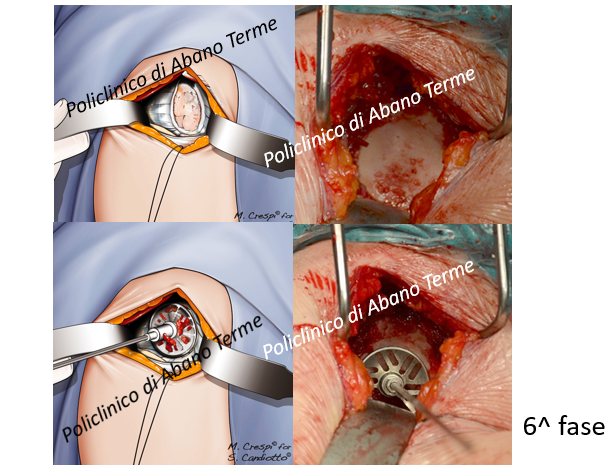 Policlinico di Abano Terme
Policlinico di Abano Terme
M. Crespi© for
Policlinico di Abano Terme
Policlinico di Abano Terme
M. Crespi© for
S. Candiotto©
6^ fase